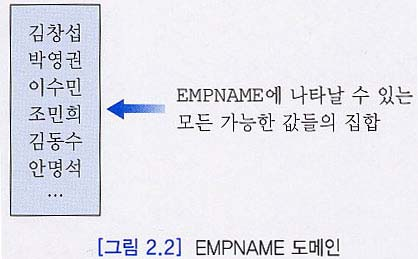 김창섭
박영권
이수민
조민희
김동수
안명석
...
EMPNAME에 나타날 수 있는
모든 가능한 값들의 집합
[그림 2.2] EMPNAME 도메인